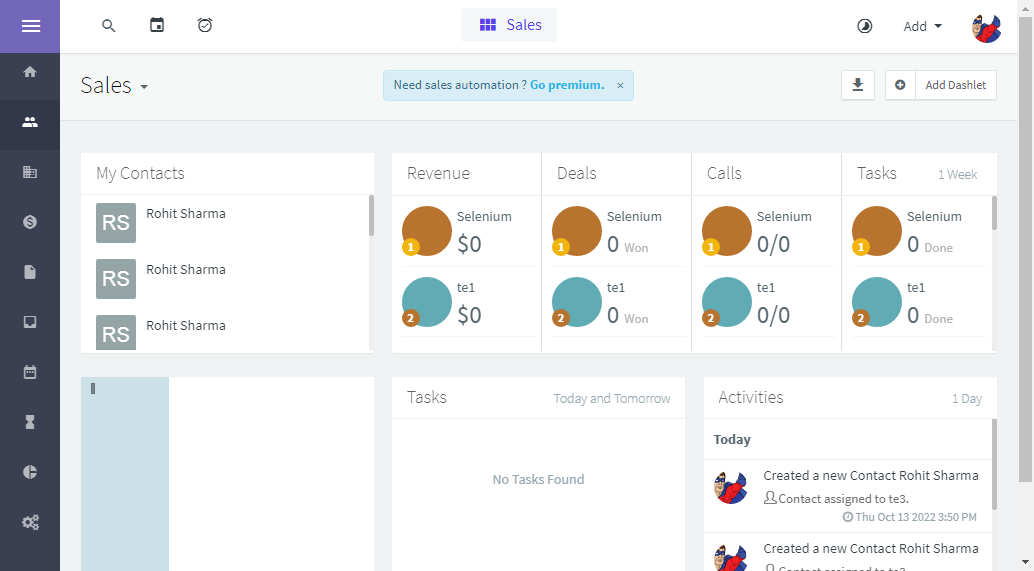 Sales
Add
Sales
Need sales automation ? Go premium. ×
Add Dashlet
My Contacts
RS Rohit Sharma
RS Rohit Sharma
RS Rohit Sharma
Revenue
1 Selenium
$0
2 te1
$0
Deals
1 Selenium
0 Won
2 te1
0 Won
Calls
1 Selenium
0/0
2 te1
0/0
Tasks 1 Week
1 Selenium
0 Done
2 te1
0 Done
Tasks Today and Tomorrow
No Tasks Found
Activities 1 Day
Today
Created a new Contact Rohit Sharma
Contact assigned to te3.
Thu Oct 13 2022 3:50 PM
Created a new Contact Rohit Sharma
Contact assigned to te3.